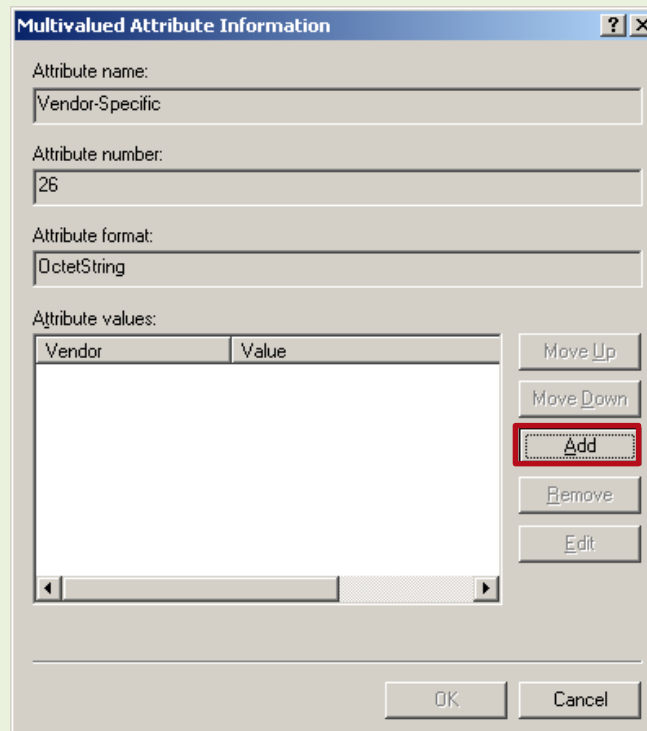 Multivalued Attribute Information
Attribute name:
Vendor-Specific
Attribute number:
26
Attribute format:
OctetString
Attribute values:
Vendor Value
Move Up
Move Down
Add
Remove
Edit
OK Cancel